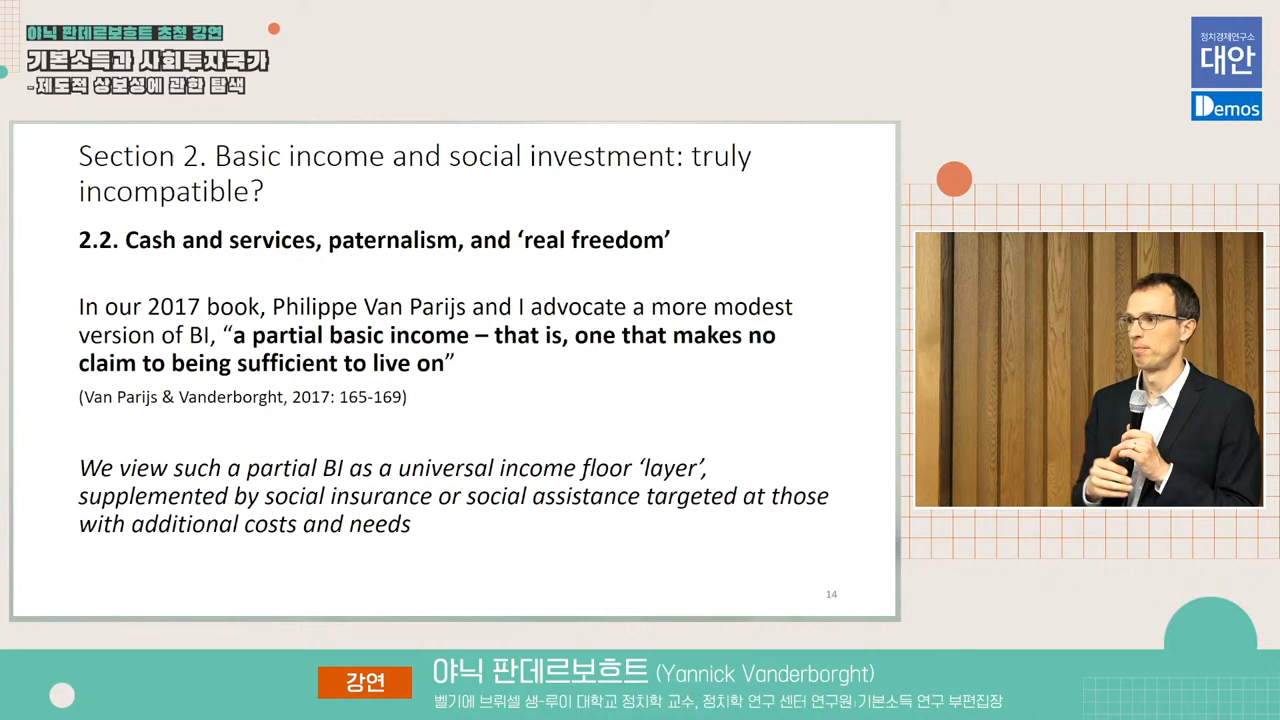 야닉 판데르보흐트 초청 강연
기본소득과 사회투자국가
- 제도적 상보성에 관한 탐색
정치경제연구소
대안
Demos
Section 2. Basic income and social investment: truly
incompatible?
2.2. Cash and services, paternalism, and ‘real freedom’
In our 2017 book, Philippe Van Parijs and I advocate a more modest
version of BI, “a partial basic income – that is, one that makes no
claim to being sufficient to live on”
(Van Parijs & Vanderborght, 2017: 165-169)
We view such a partial BI as a universal income floor ‘layer’,
supplemented by social insurance or social assistance targeted at those
with additional costs and needs
14
강연
야닉 판데르보흐트 (Yannick Vanderborght)
벨기에 브뤼셀 생-루이 대학교 정치학 교수, 정치학 연구 센터 연구원, 기본소득 연구 부편집장